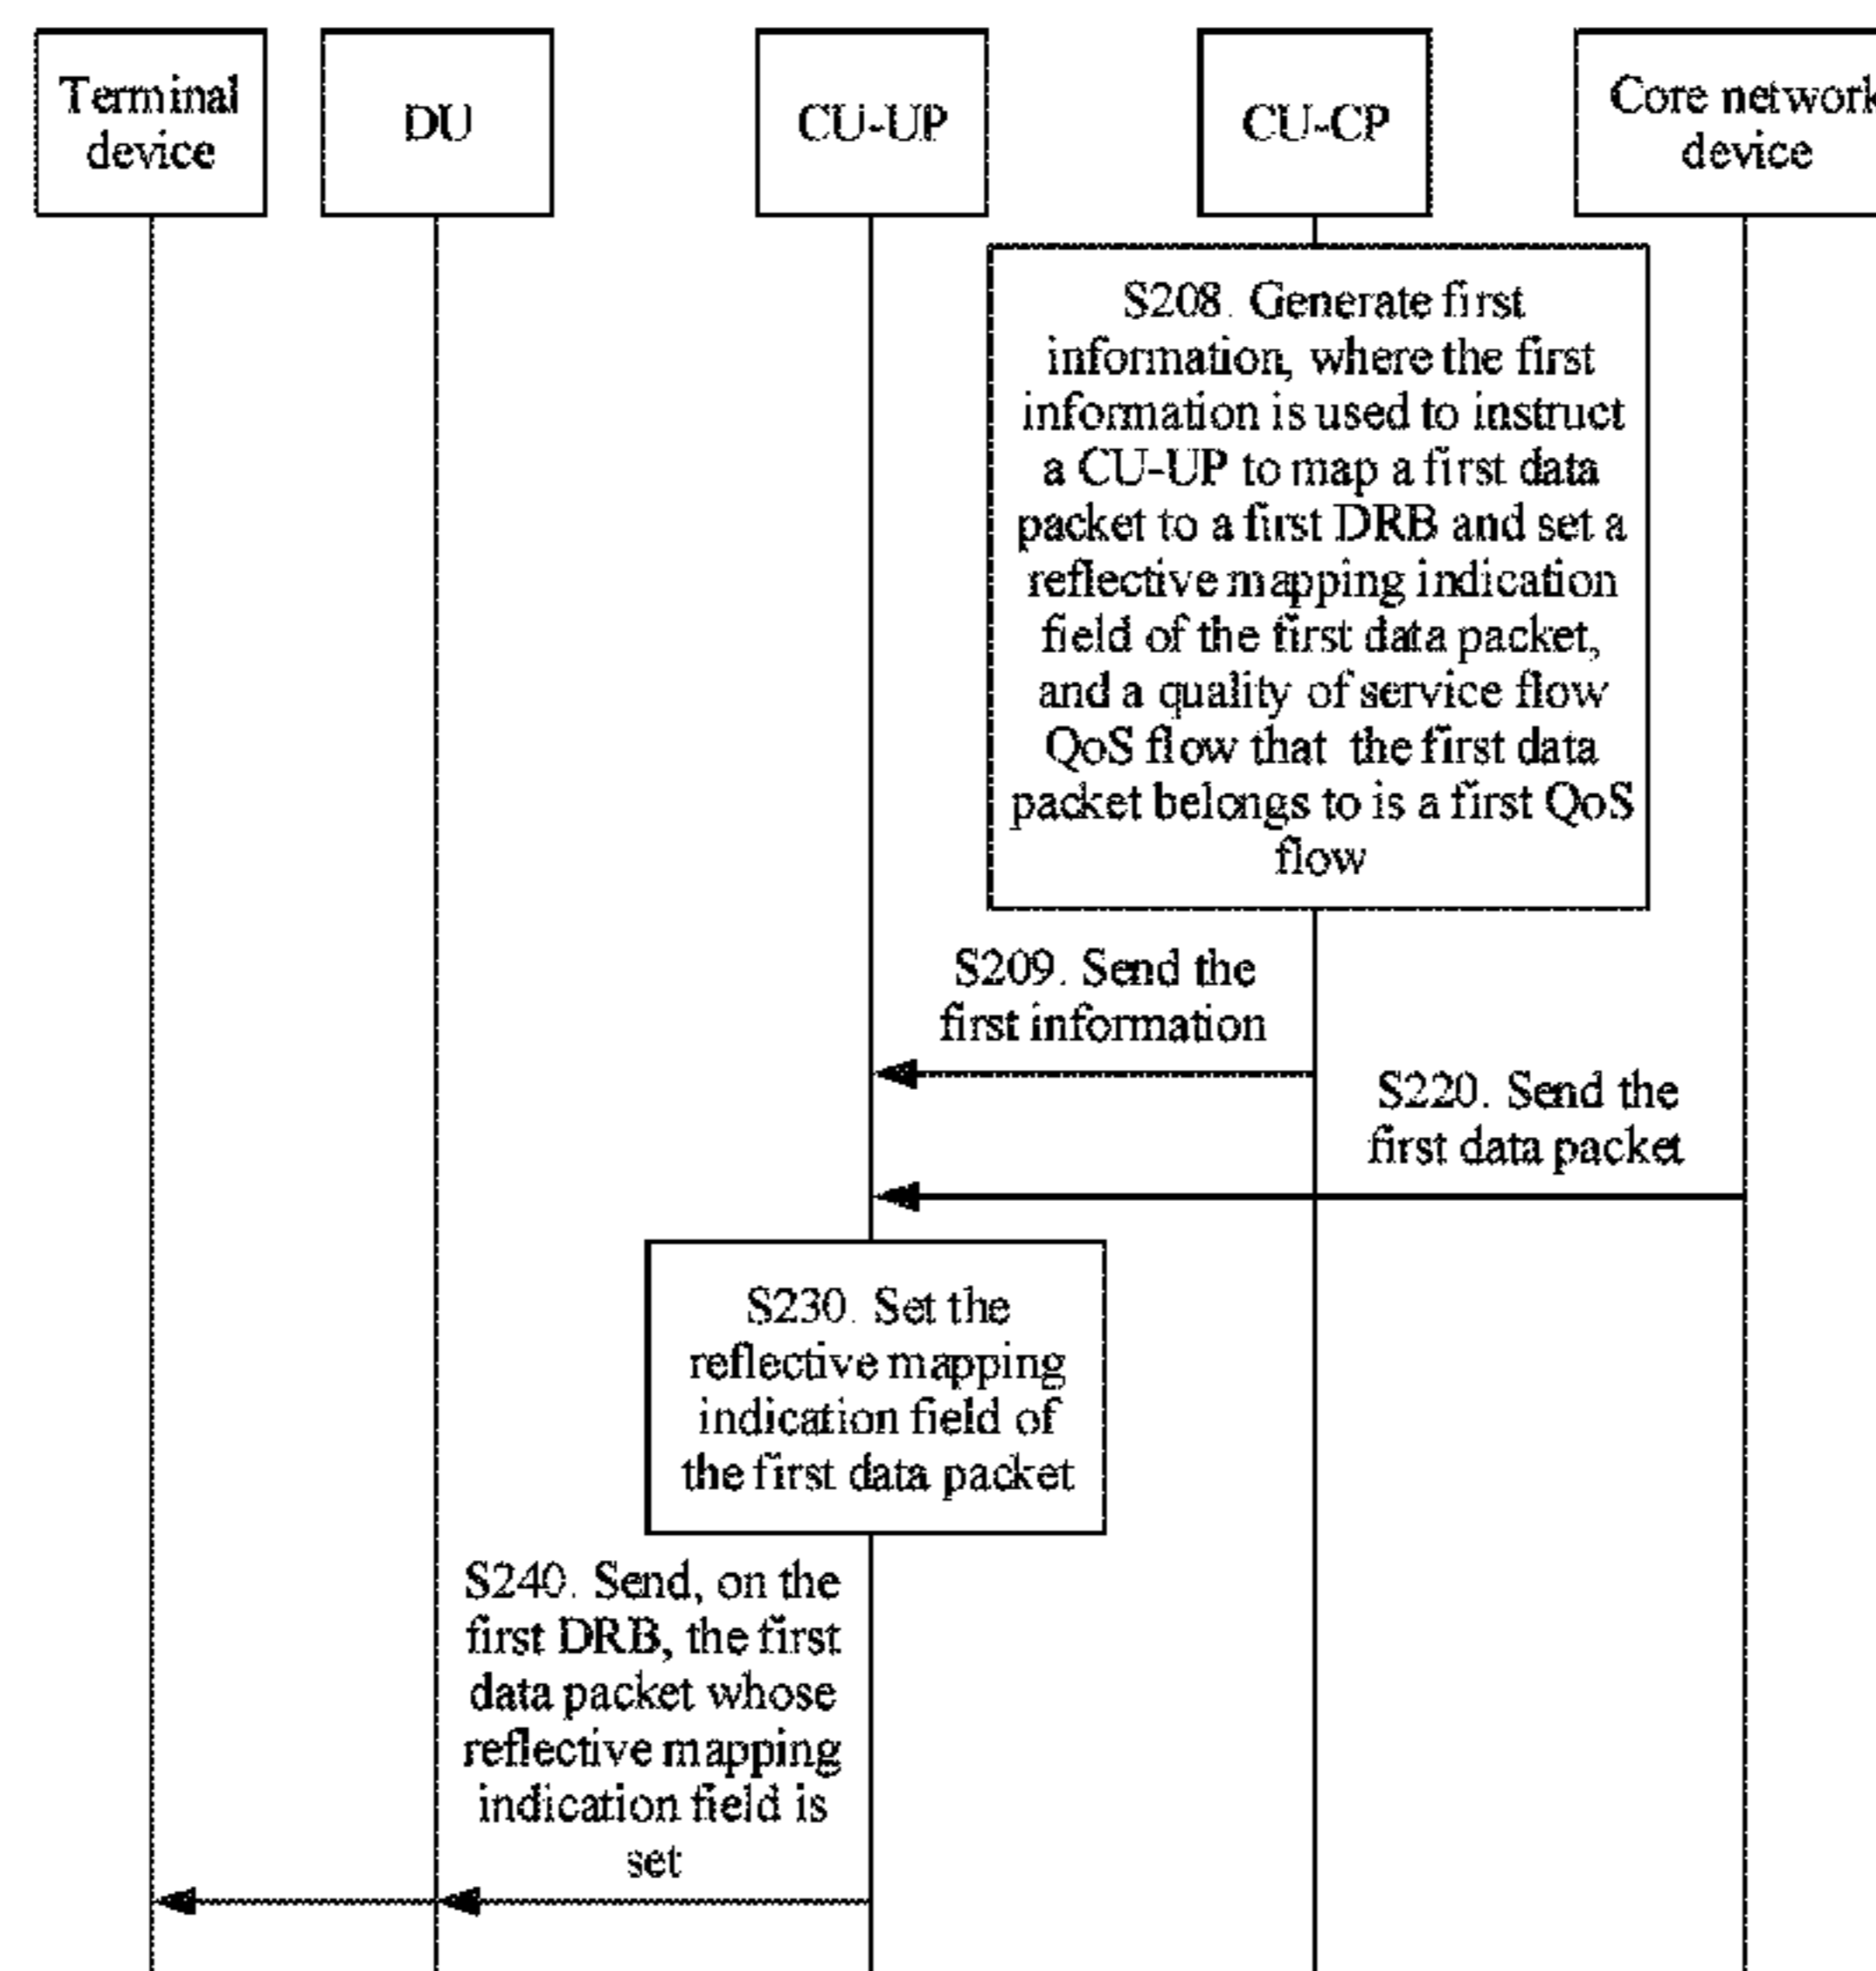 Terminal
device
DU
CU-UP
CU-CP
Core network
device
S208. Generate first
information, where the first
information is used to instruct
a CU-UP to map a first data
packet to a first DRB and set a
reflective mapping indication
field of the first data packet,
and a quality of service flow
QoS flow that the first data
packet belongs to is a first QoS
flow
S209. Send the
first information
S220. Send the
first data packet
S230. Set the
reflective mapping
indication field of
the first data packet
S240. Send, on the
first DRB, the first
data packet whose
reflective mapping
indication field is
set